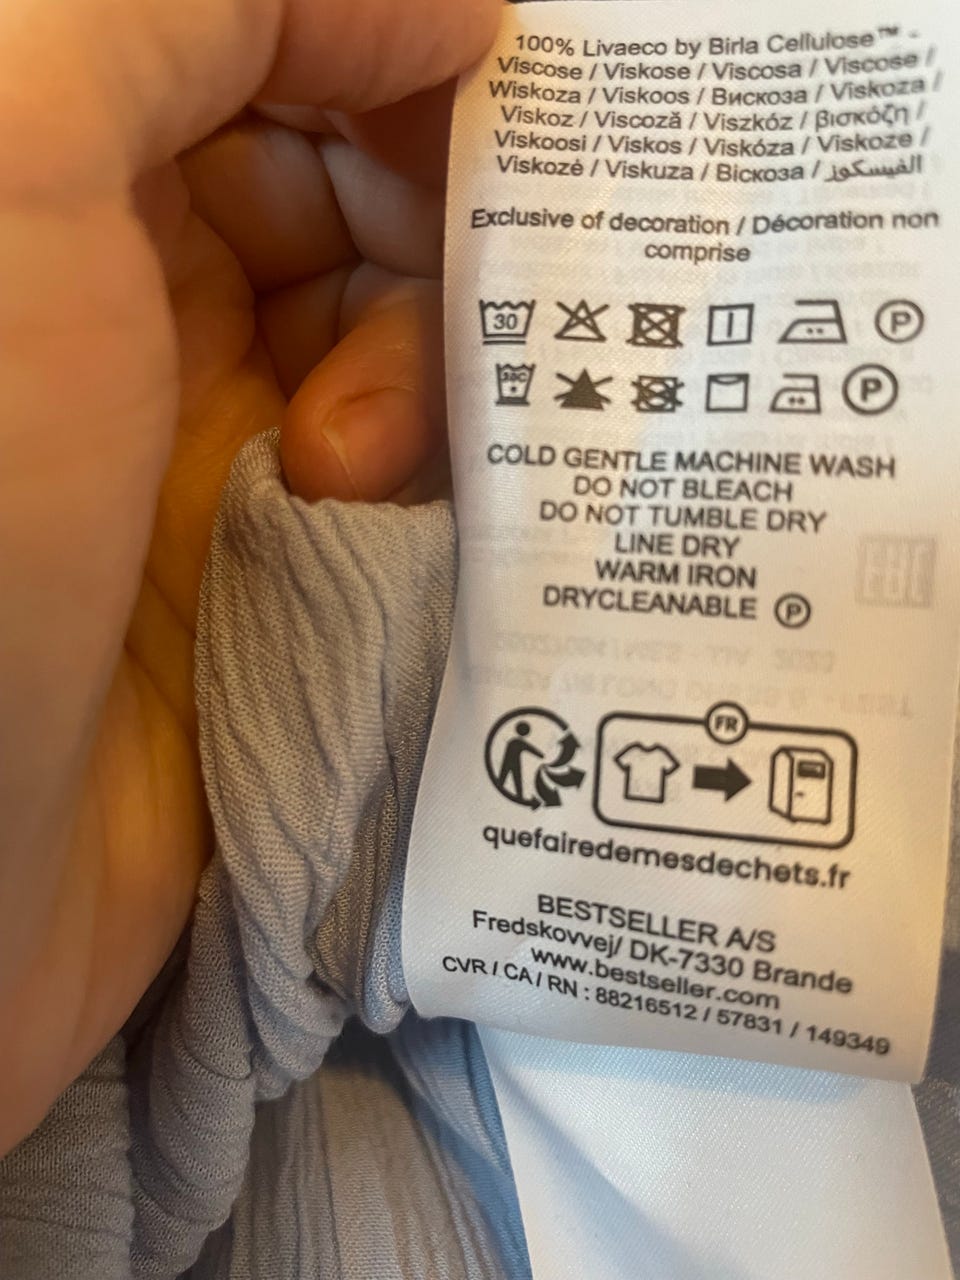 100% Livaeco by Birla Cellulose™ -
Viscose / Viskose / Viscosa / Viscose /
Wiskoza / Viskoos / Вискоза / Viskoza /
Viskoz / Viscoză / Viszkóz / βισκόζη /
Viskoosi / Viskos / Viskóza / Viskoze /
Viskozė / Viskuza / Віскоза / الفيسكوز
Exclusive of decoration / Décoration non
comprise
30 P
30C P
COLD GENTLE MACHINE WASH
DO NOT BLEACH
DO NOT TUMBLE DRY
LINE DRY
WARM IRON
DRYCLEANABLE P
FR
quefairedemesdechets.fr
BESTSELLER A/S
Fredskovvej/ DK-7330 Brande
www.bestseller.com
CVR / CA / RN : 88216512 / 57831 / 149349